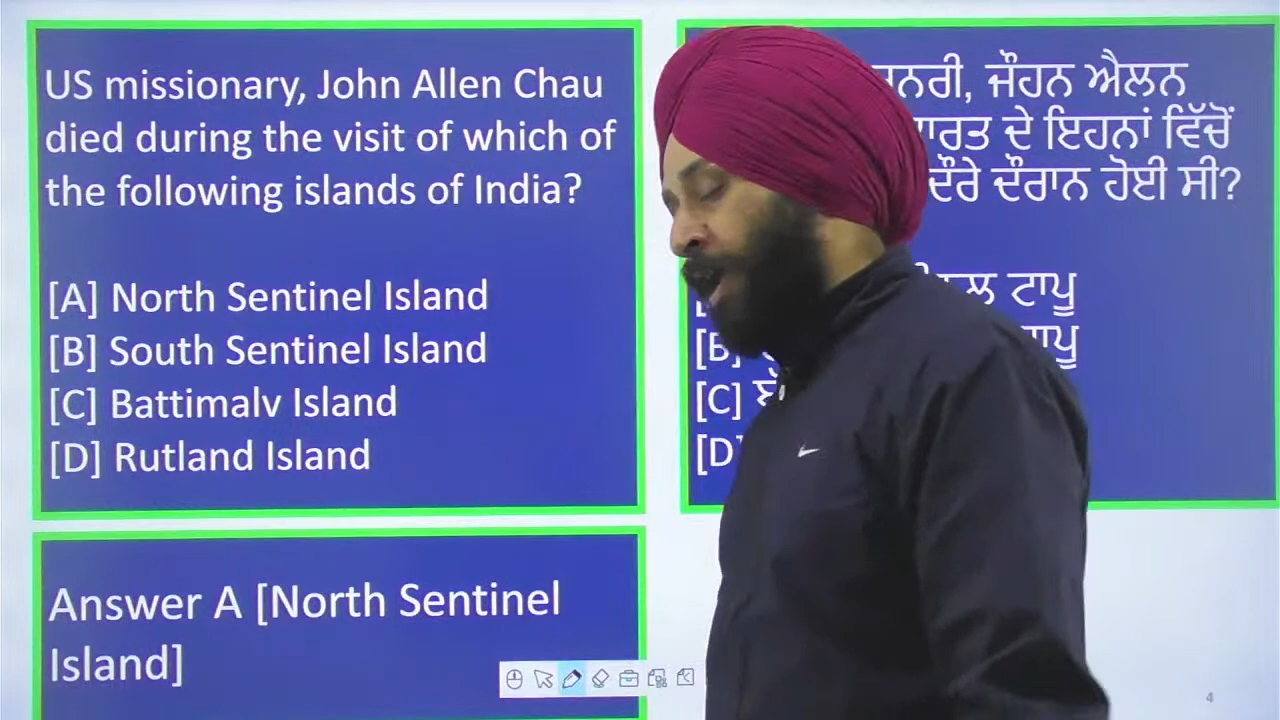 US missionary, John Allen Chau
died during the visit of which of
the following islands of India?
[A] North Sentinel Island
[B] South Sentinel Island
[C] Battimalv Island
[D] Rutland Island
Answer A [North Sentinel
Island]
ਜੌਹਨ ਐਲਨ
ਦੇ ਇਹਨਾਂ ਵਿੱਚੋਂ
ਦੌਰੇ ਦੌਰਾਨ ਹੋਈ ਸੀ?
ਟਾਪੂ
[B]
[C]
[D]
4